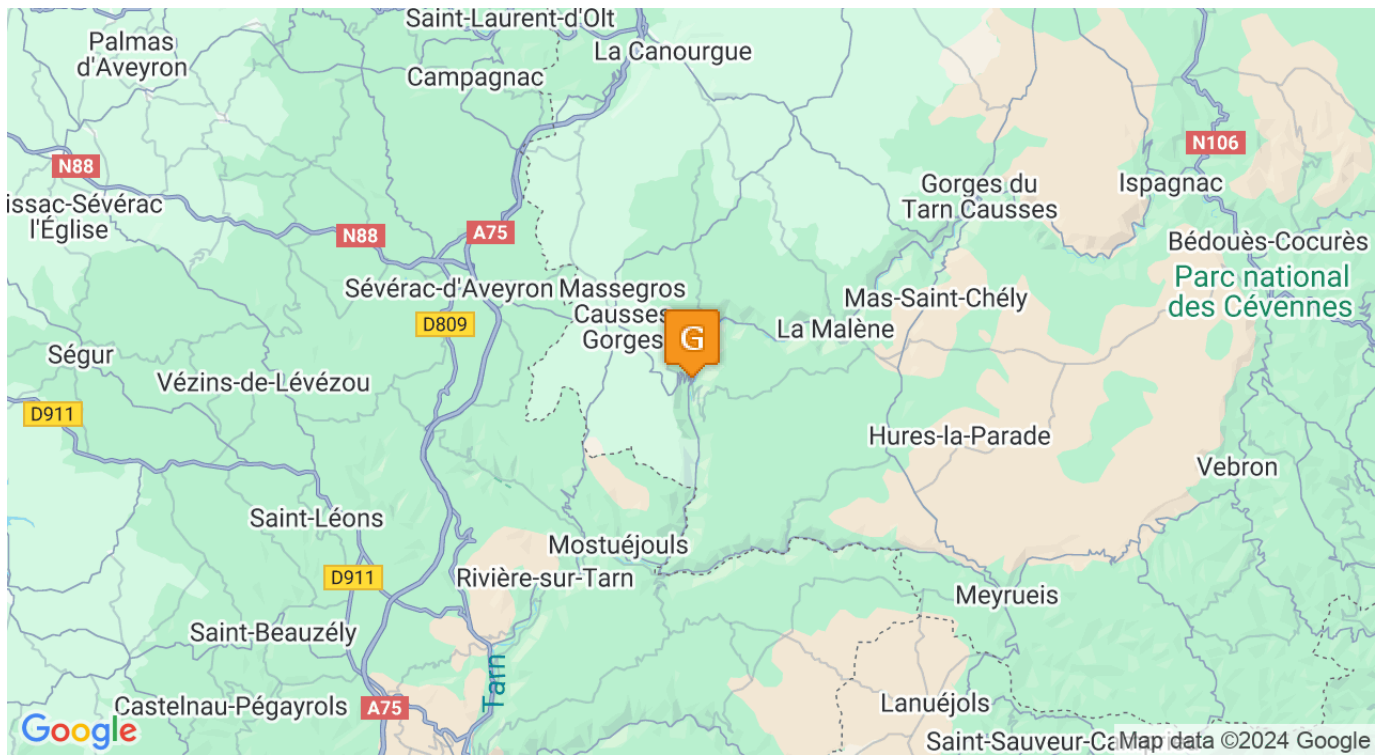 Saint-Laurent-d'Olt
Palmas
d'Aveyron
La Canourgue
Campagnac
N106
N88
Gorges du
Tarn Causses
Ispagnac
issac-Sévérac
l'Église
N88
A75
Bédouès-Cocurès
Sévérac-d'Aveyron
Massegros
Causses
Gorges
Mas-Saint-Chély
Parc national
des Cévennes
D809
La Malène
G
Ségur
Vézins-de-Lévézou
D911
Hures-la-Parade
Vebron
Saint-Léons
Mostuéjouls
D911
Rivière-sur-Tarn
Meyrueis
Saint-Beauzély
Tarn
Castelnau-Pégayrols
A75
Lanuéjols
Google
Saint-Sauveur-Ca
Map data ©2024 Google